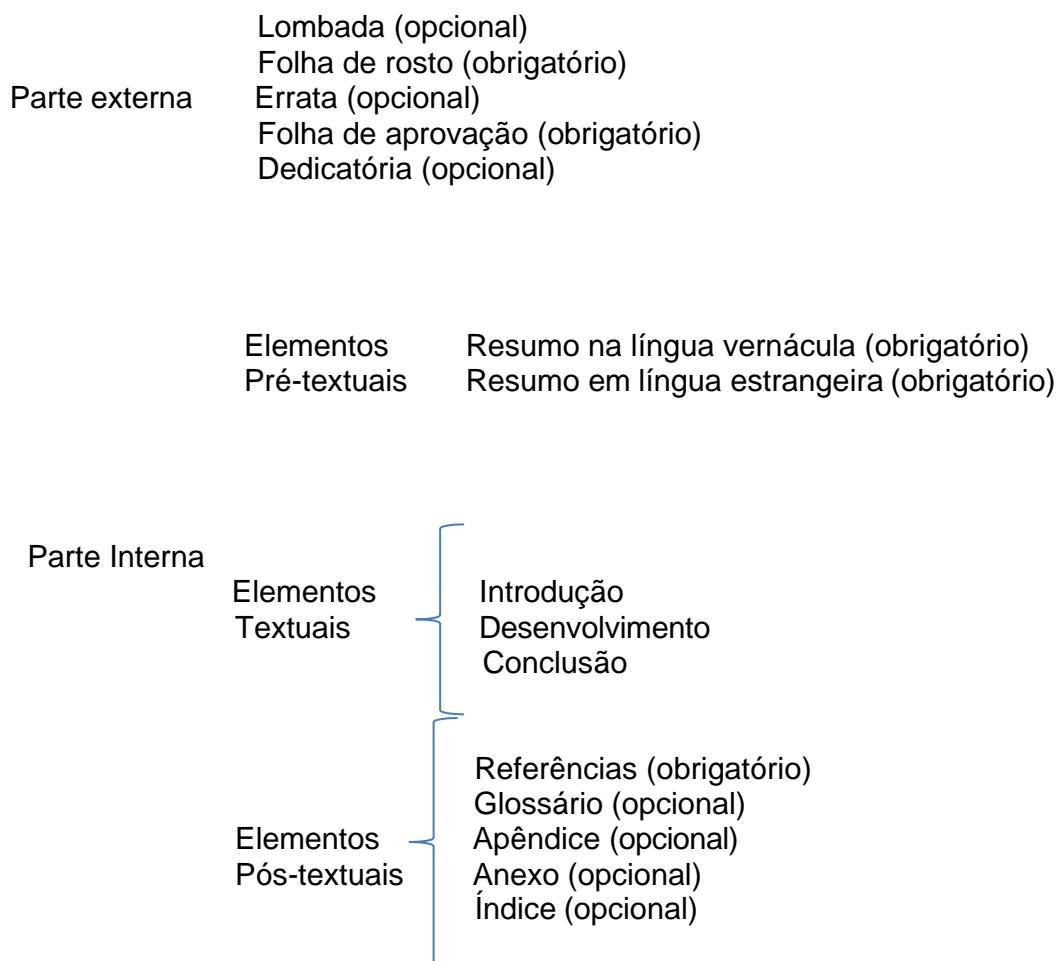 Lombada (opcional)
Folha de rosto (obrigatório)
Parte externa Errata (opcional)
Folha de aprovação (obrigatório)
Dedicatória (opcional)
Elementos Resumo na língua vernácula (obrigatório)
Pré-textuais Resumo em língua estrangeira (obrigatório)
Parte Interna
Elementos Introdução
Textuais Desenvolvimento
Conclusão
Referências (obrigatório)
Glossário (opcional)
Elementos Apêndice (opcional)
Pós-textuais Anexo (opcional)
Índice (opcional)